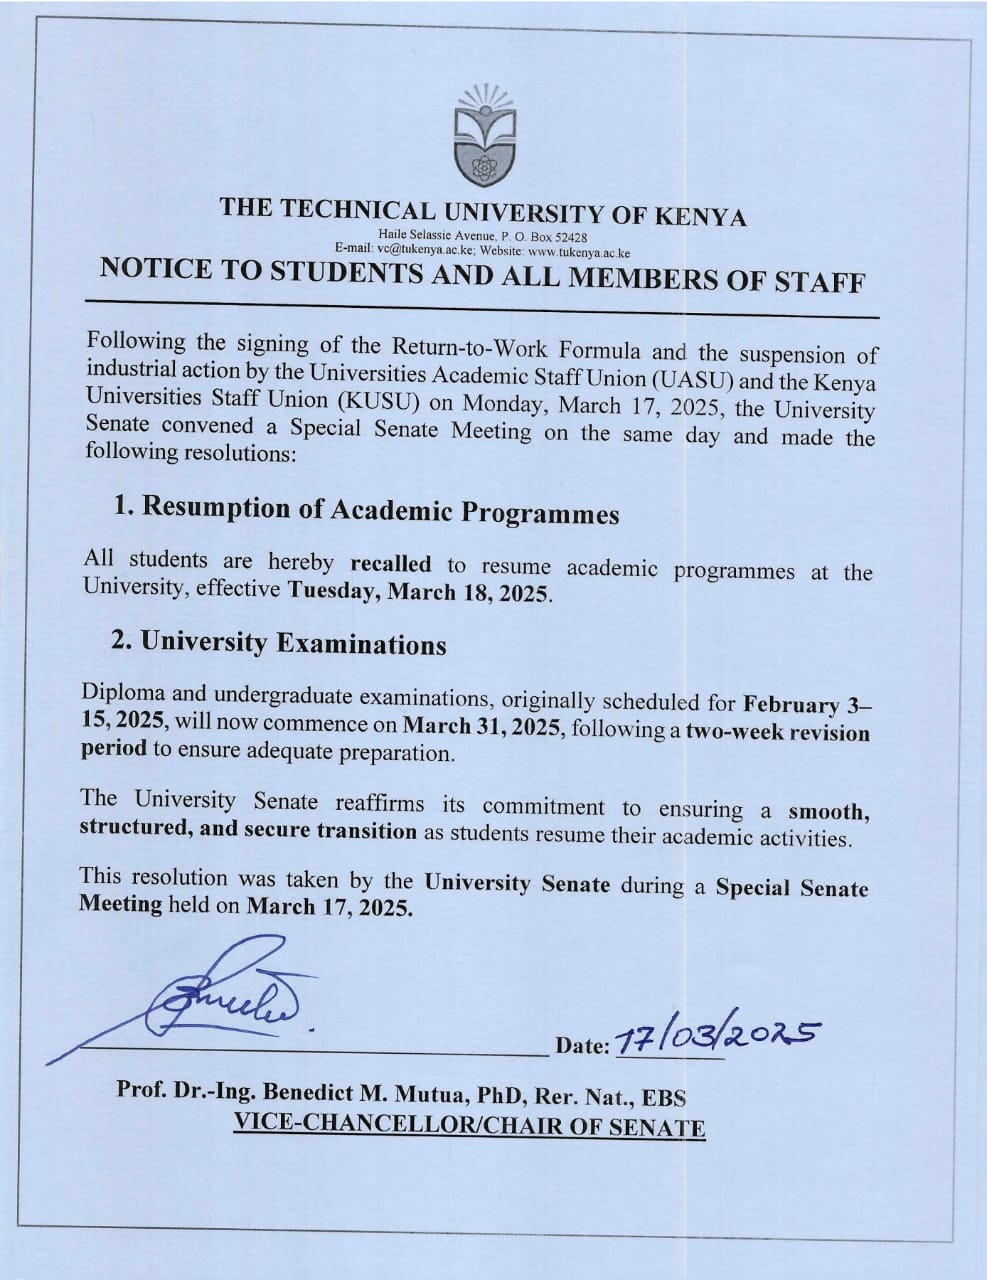 THE TECHNICAL UNIVERSITY OF KENYA
Haile Selassie Avenue, P. O. Box 52428
E-mail: vc@tukenya.ac.ke; Website: www.tukenya.ac.ke
NOTICE TO STUDENTS AND ALL MEMBERS OF STAFF
Following the signing of the Return-to-Work Formula and the suspension of
industrial action by the Universities Academic Staff Union (UASU) and the Kenya
Universities Staff Union (KUSU) on Monday, March 17, 2025, the University
Senate convened a Special Senate Meeting on the same day and made the
following resolutions:
1. Resumption of Academic Programmes
All students are hereby recalled to resume academic programmes at the
University, effective Tuesday, March 18, 2025.
2. University Examinations
Diploma and undergraduate examinations, originally scheduled for February 3–
15, 2025, will now commence on March 31, 2025, following a two-week revision
period to ensure adequate preparation.
The University Senate reaffirms its commitment to ensuring a smooth,
structured, and secure transition as students resume their academic activities.
This resolution was taken by the University Senate during a Special Senate
Meeting held on March 17, 2025.
Date: 17/03/2025
Prof. Dr.-Ing. Benedict M. Mutua, PhD, Rer. Nat., EBS
VICE-CHANCELLOR/CHAIR OF SENATE